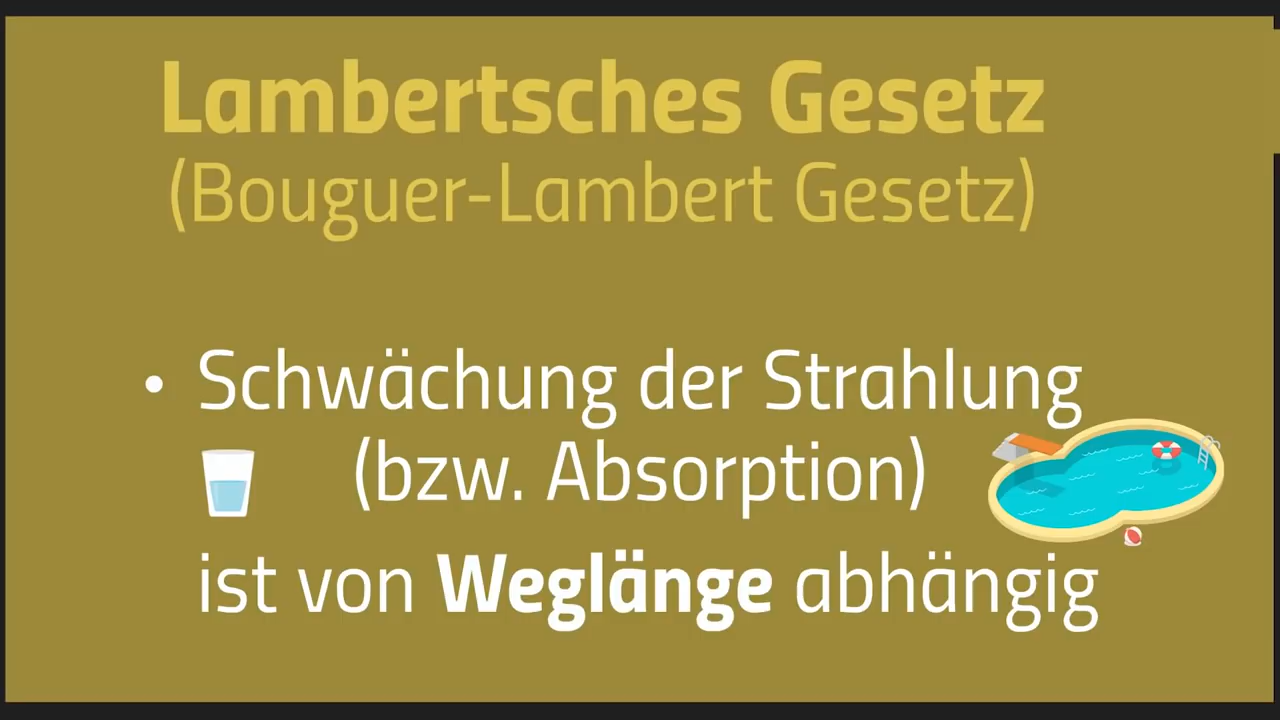 Lambertsches Gesetz
(Bouguer-Lambert Gesetz)
• Schwächung der Strahlung
(bzw. Absorption)
ist von Weglänge abhängig